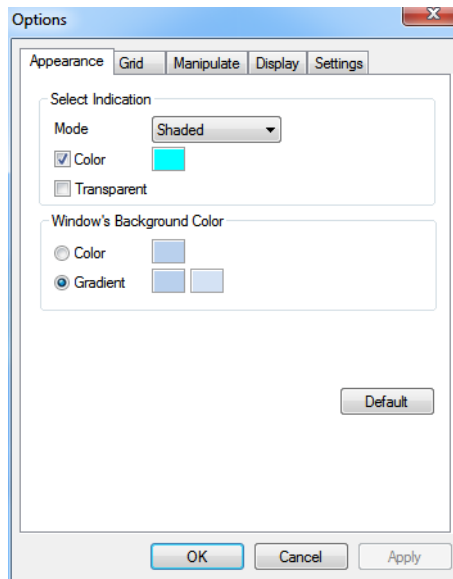 Options
Appearance Grid Manipulate Display Settings
Select Indication
Mode Shaded
Color
Transparent
Window's Background Color
Color
Gradient
Default
OK Cancel Apply